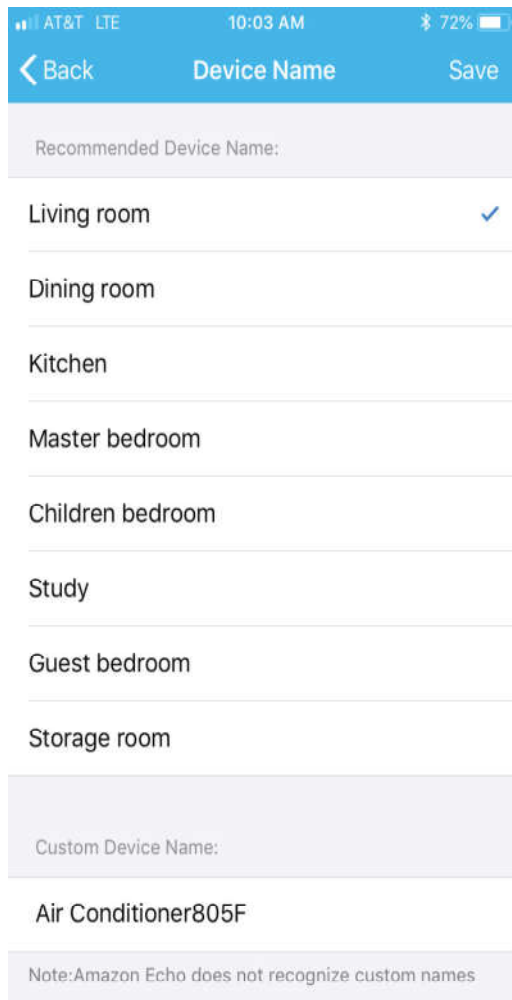 AT&T LTE 10:03 AM 72%
Back Device Name Save
Recommended Device Name:
Living room
Dining room
Kitchen
Master bedroom
Children bedroom
Study
Guest bedroom
Storage room
Custom Device Name:
Air Conditioner805F
Note:Amazon Echo does not recognize custom names